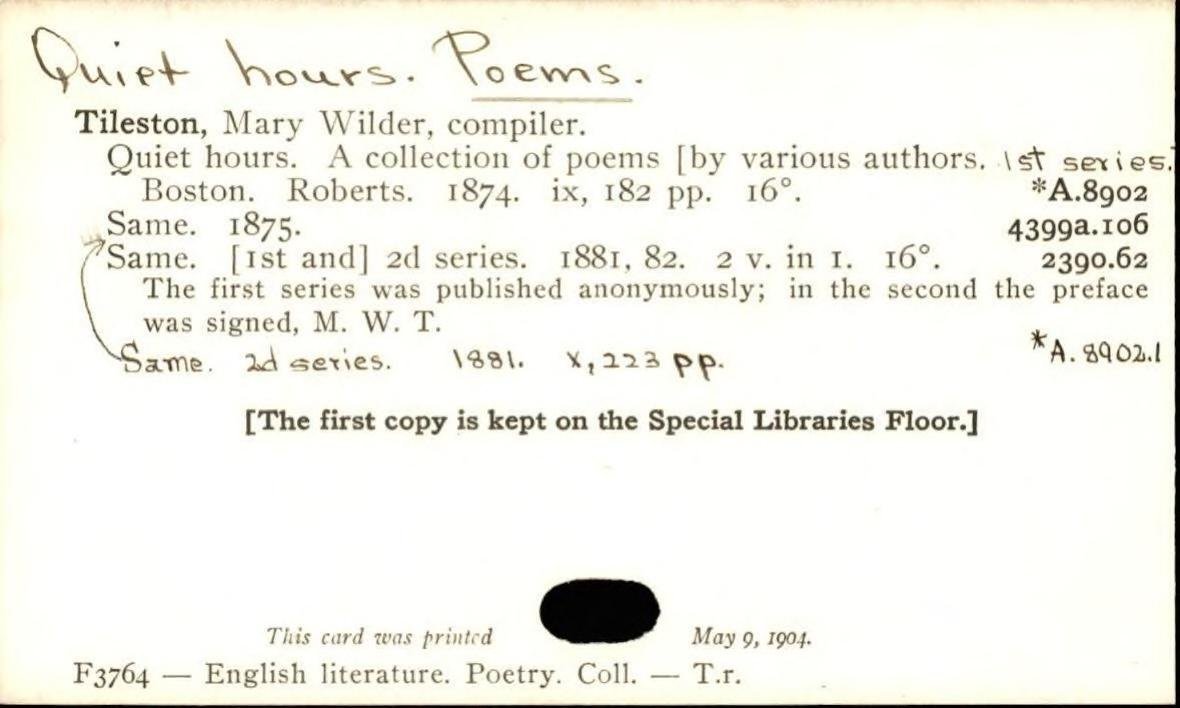 Quiet hours. Poems.
Tileston, Mary Wilder, compiler.
Quiet hours. A collection of poems [by various authors. 1st series.]
Boston. Roberts. 1874. ix, 182 pp. 16°. *A.8902
Same. 1875. 4399a.106
Same. [1st and] 2d series. 1881, 82. 2 v. in 1. 16°. 2390.62
The first series was published anonymously; in the second the preface
was signed, M. W. T.
Same. 2d series. 1881. x, 223 pp. *A.8902.1
[The first copy is kept on the Special Libraries Floor.]
This card was printed May 9, 1904.
F3764 — English literature. Poetry. Coll. — T.r.